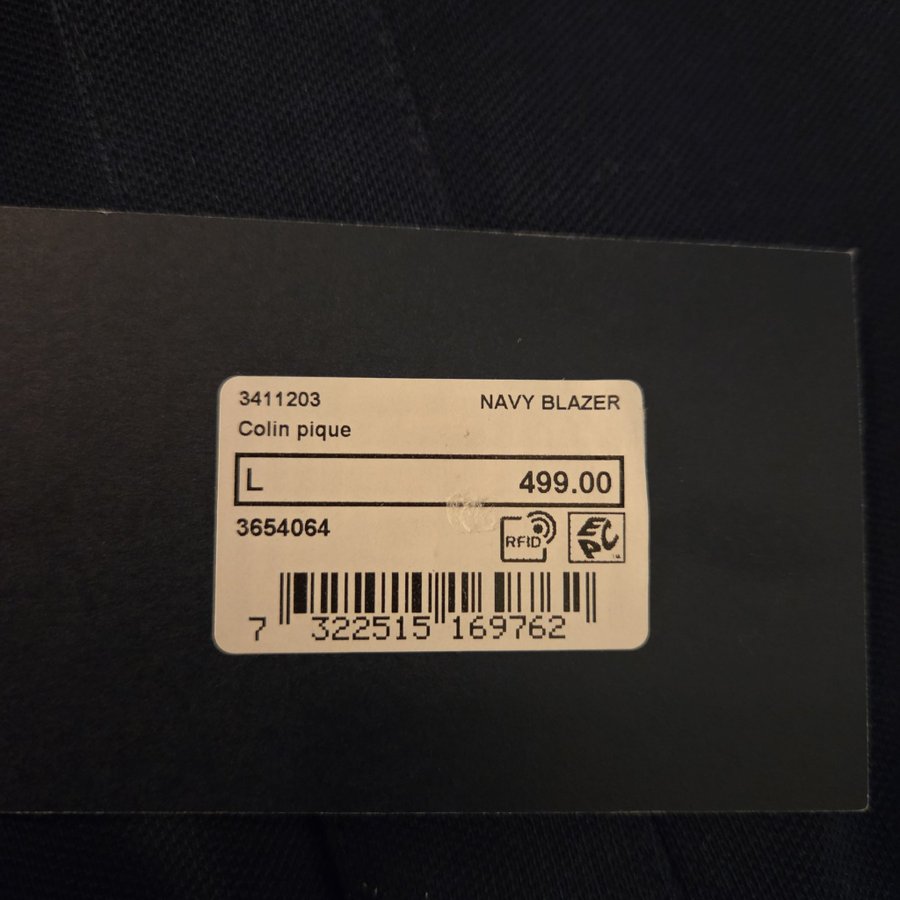 3411203 NAVY BLAZER
Colin pique
L 499.00
3654064
RFID EPC
7 322515 169762